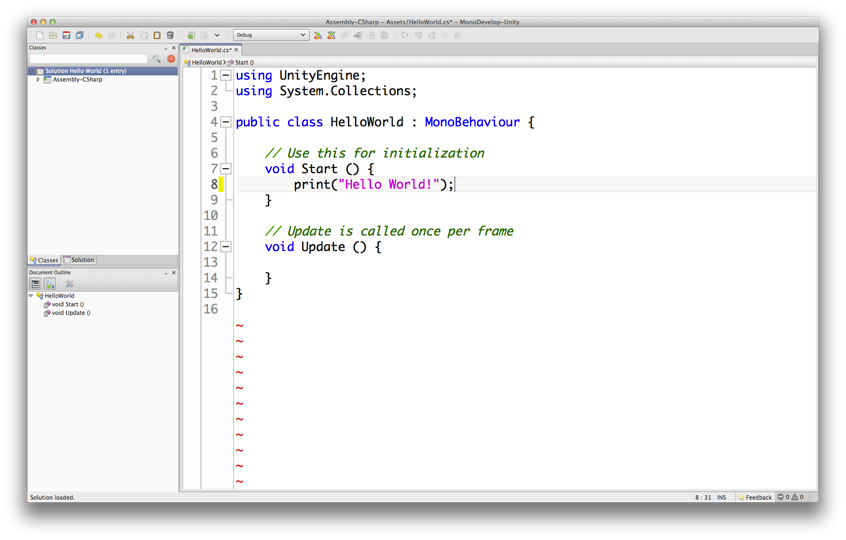 Assembly-CSharp – Assets/HelloWorld.cs* – MonoDevelop-Unity
Debug
Classes
HelloWorld.cs*
HelloWorld
Start ()
Solution Hello World (1 entry)
Assembly-CSharp
Classes
Solution
Document Outline
HelloWorld
void Start ()
void Update ()
1 using UnityEngine;
2 using System.Collections;
3
4 public class HelloWorld : MonoBehaviour {
5
6 // Use this for initialization
7 void Start () {
8 print("Hello World!");
9 }
10
11 // Update is called once per frame
12 void Update () {
13
14 }
15 }
16
~
~
~
~
~
~
~
~
~
~
~
Solution loaded.
8 : 31 INS Feedback 0 0